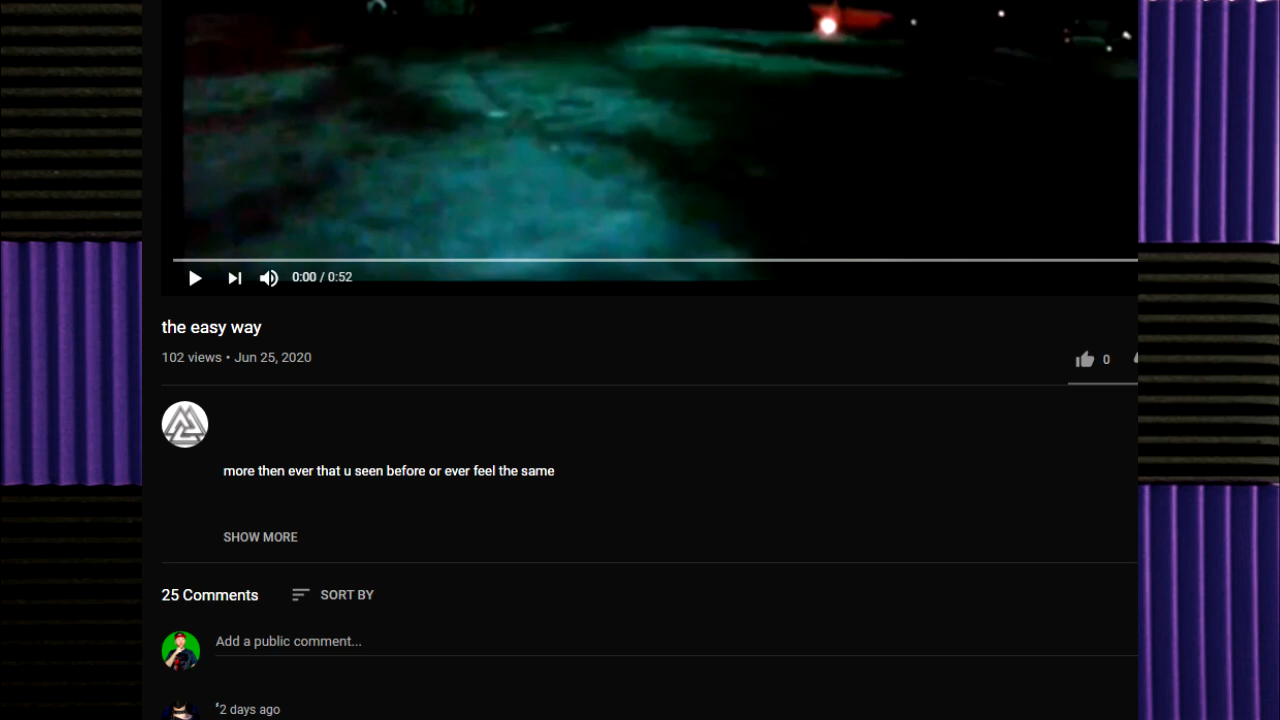 0:00 / 0:52
the easy way
102 views • Jun 25, 2020
0
more then ever that u seen before or ever feel the same
SHOW MORE
25 Comments
SORT BY
Add a public comment...
2 days ago